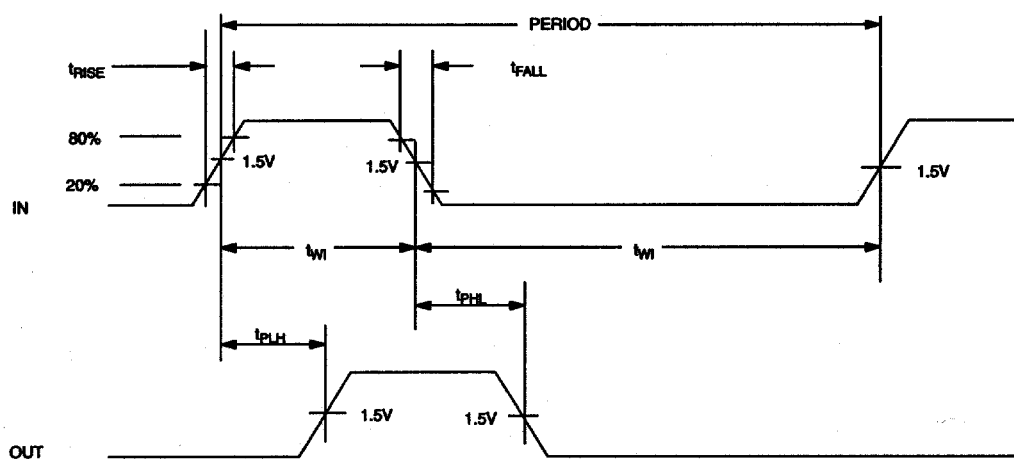 PERIOD
tRISE
tFALL
80%
1.5V
1.5V
1.5V
20%
IN
tWI
tWI
tPHL
tPLH
1.5V
1.5V
OUT